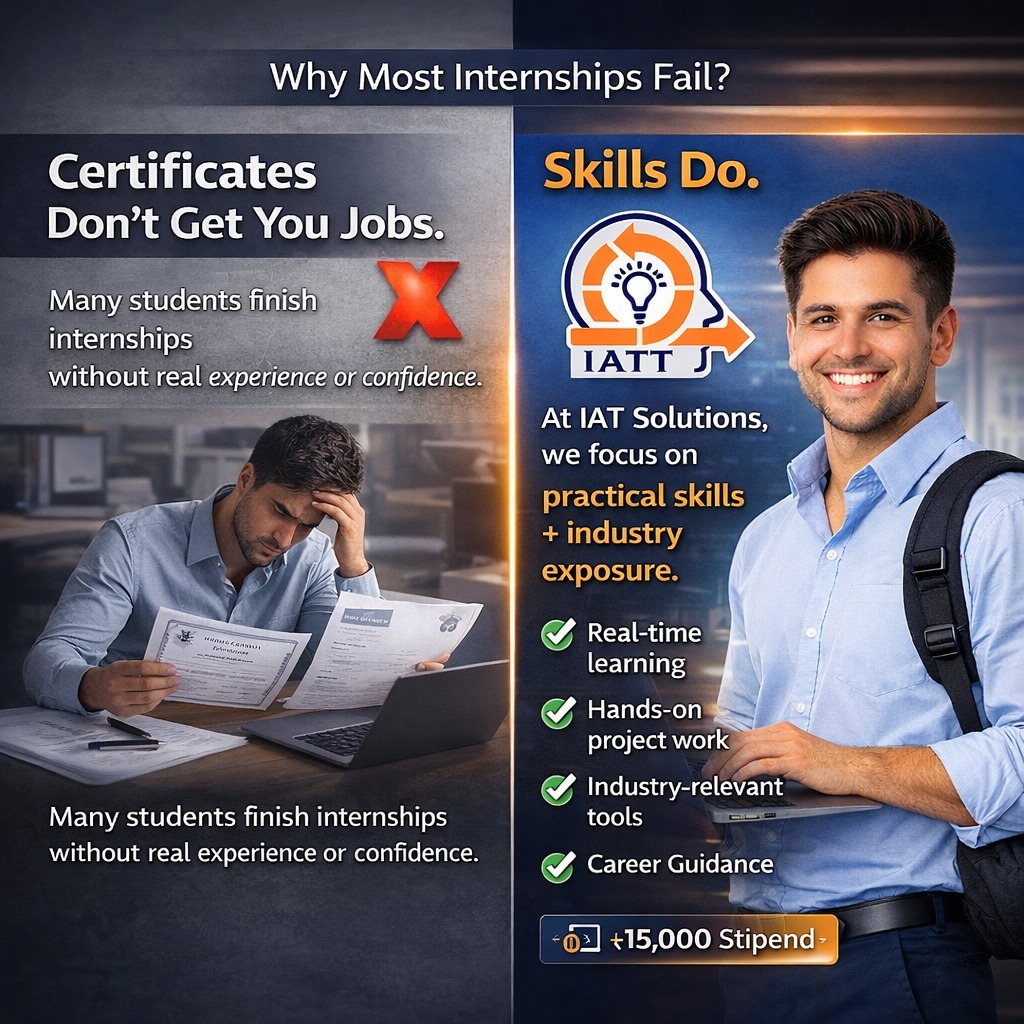 Why Most Internships Fail?
Certificates
Don't Get You Jobs.
Many students finish
internships
without real experience or confidence.
Many students finish internships
without real experience or confidence.
Skills Do.
IATT
At IAT Solutions,
we focus on
practical skills
+ industry
exposure.
Real-time
learning
Hands-on
project work
Industry-relevant
tools
Career Guidance
15,000 Stipend